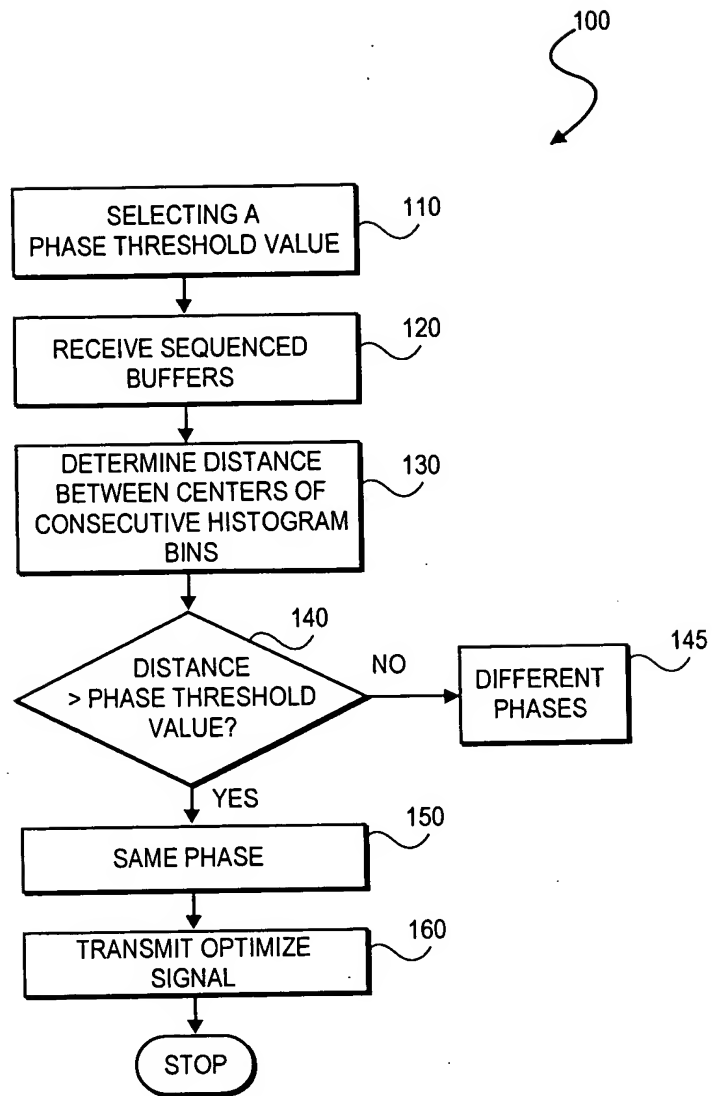 100
SELECTING A
PHASE THRESHOLD VALUE
110
RECEIVE SEQUENCED
BUFFERS
120
DETERMINE DISTANCE
BETWEEN CENTERS OF
CONSECUTIVE HISTOGRAM
BINS
130
140
DISTANCE
> PHASE THRESHOLD
VALUE?
NO
DIFFERENT
PHASES
145
YES
SAME PHASE
150
TRANSMIT OPTIMIZE
SIGNAL
160
STOP